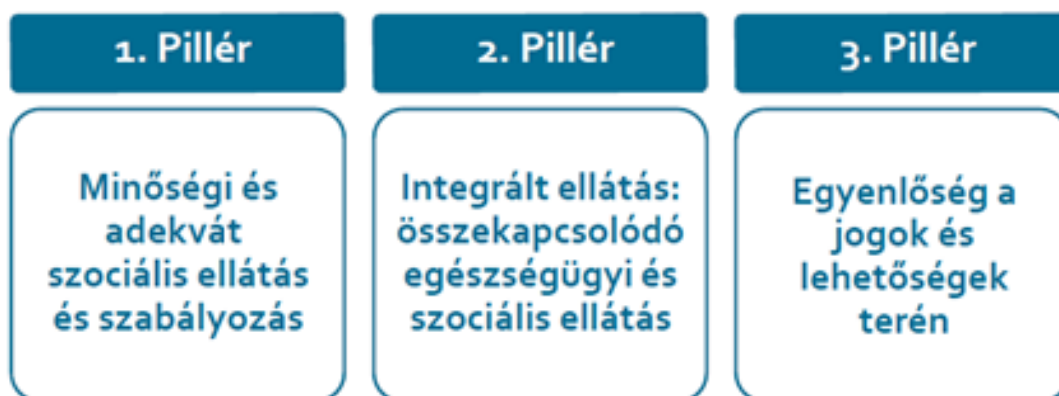 1. Pillér
Minőségi és
adekvát
szociális ellátás
és szabályozás
2. Pillér
Integrált ellátás:
összekapcsolódó
egészségügyi és
szociális ellátás
3. Pillér
Egyenlőség a
jogok és
lehetőségek
terén